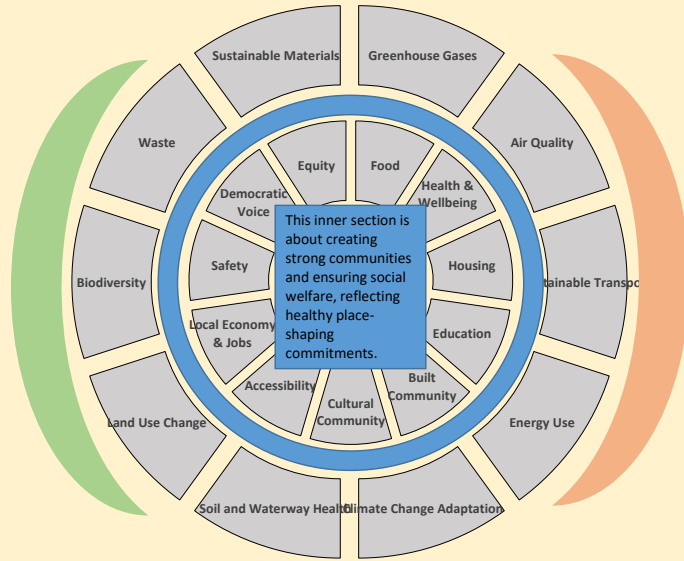 Sustainable Materials
Greenhouse Gases
Waste
Air Quality
Equity
Food
Democratic
Voice
Health &
Wellbeing
This inner section is
about creating
strong communities
and ensuring social
welfare, reflecting
healthy place-
shaping
commitments.
Biodiversity
Safety
Housing
tainable Transpo
Local Economy
& Jobs
Education
Accessibility
Cultural
Community
Built
Community
Land Use Change
Energy Use
Soil and Waterway Health
Climate Change Adaptation